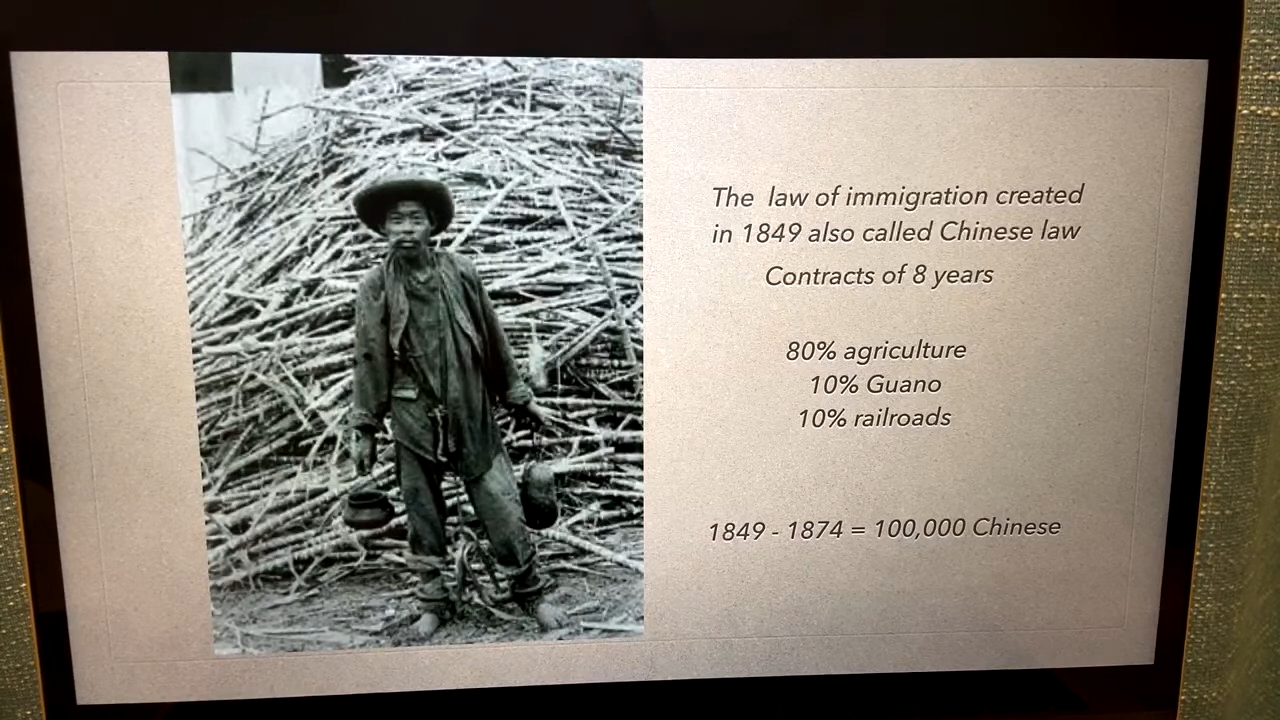 The law of immigration created
in 1849 also called Chinese law
Contracts of 8 years
80% agriculture
10% Guano
10% railroads
1849 - 1874 = 100,000 Chinese